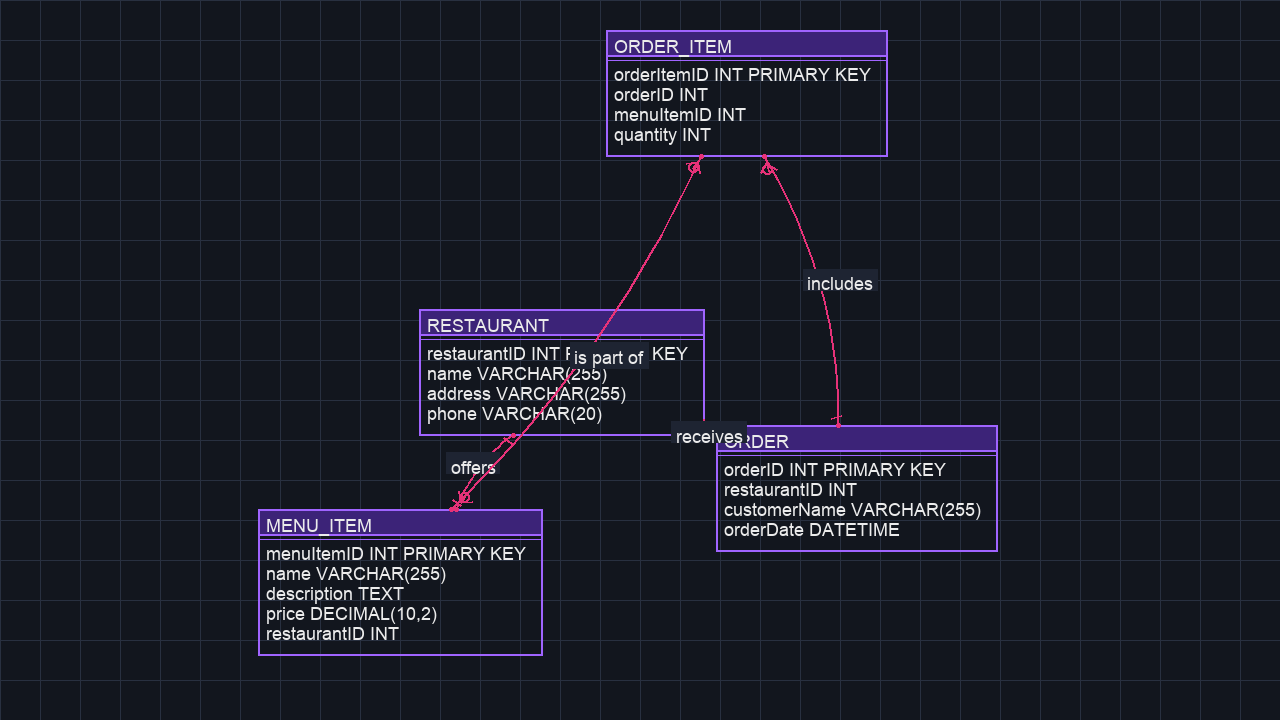 ORDER_ITEM
orderItemID INT PRIMARY KEY
orderID INT
menuItemID INT
quantity INT
includes
RESTAURANT
restaurantID INT KEY
is part of
name VARCHAR(255)
address VARCHAR(255)
phone VARCHAR(20)
receives
ORDER
orderID INT PRIMARY KEY
restaurantID INT
customerName VARCHAR(255)
orderDate DATETIME
offers
MENU_ITEM
menuItemID INT PRIMARY KEY
name VARCHAR(255)
description TEXT
price DECIMAL(10,2)
restaurantID INT